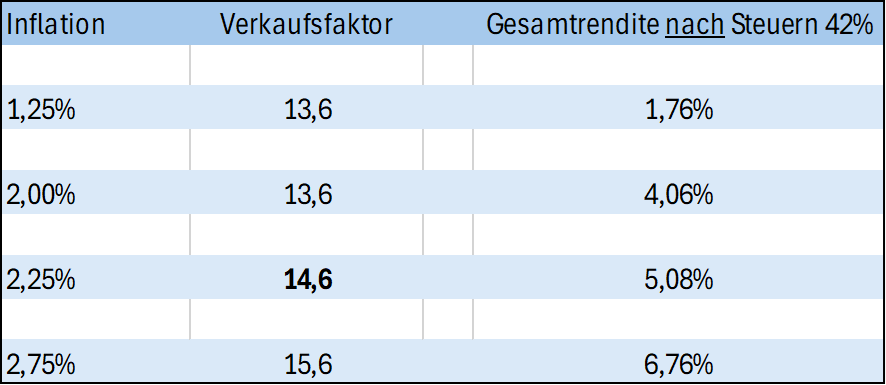 Inflation Verkaufsfaktor Gesamtrendite nach Steuern 42%
1,25% 13,6 1,76%
2,00% 13,6 4,06%
2,25% 14,6 5,08%
2,75% 15,6 6,76%